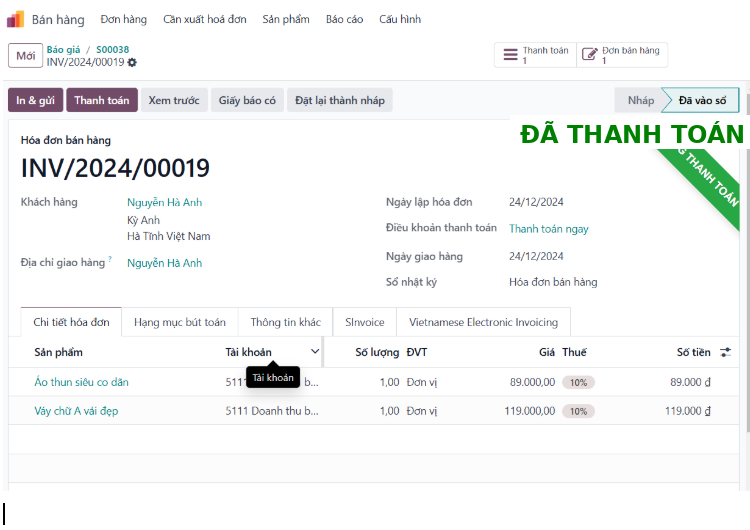 Bán hàng Đơn hàng Cần xuất hoá đơn Sản phẩm Báo cáo Cấu hình
Mới
Báo giá / S00038
INV/2024/00019
Thanh toán
1
Đơn bán hàng
1
In & gửi Thanh toán Xem trước Giấy báo có Đặt lại thành nháp Nháp Đã vào sổ
ĐÃ THANH TOÁN
G THANH TOÁN
Hóa đơn bán hàng
INV/2024/00019
Khách hàng Nguyễn Hà Anh
Kỳ Anh
Hà Tĩnh Việt Nam
Địa chỉ giao hàng ? Nguyễn Hà Anh
Ngày lập hóa đơn 24/12/2024
Điều khoản thanh toán Thanh toán ngay
Ngày giao hàng 24/12/2024
Sổ nhật ký Hóa đơn bán hàng
Chi tiết hóa đơn Hạng mục bút toán Thông tin khác SInvoice Vietnamese Electronic Invoicing
Sản phẩm Tài khoản Số lượng ĐVT Giá Thuế Số tiền
Tài khoản
Áo thun siêu co dãn 5111 b... 1,00 Đơn vị 89.000,00 10% 89.000 ₫
Váy chữ A vải đẹp 5111 Doanh thu b... 1,00 Đơn vị 119.000,00 10% 119.000 ₫